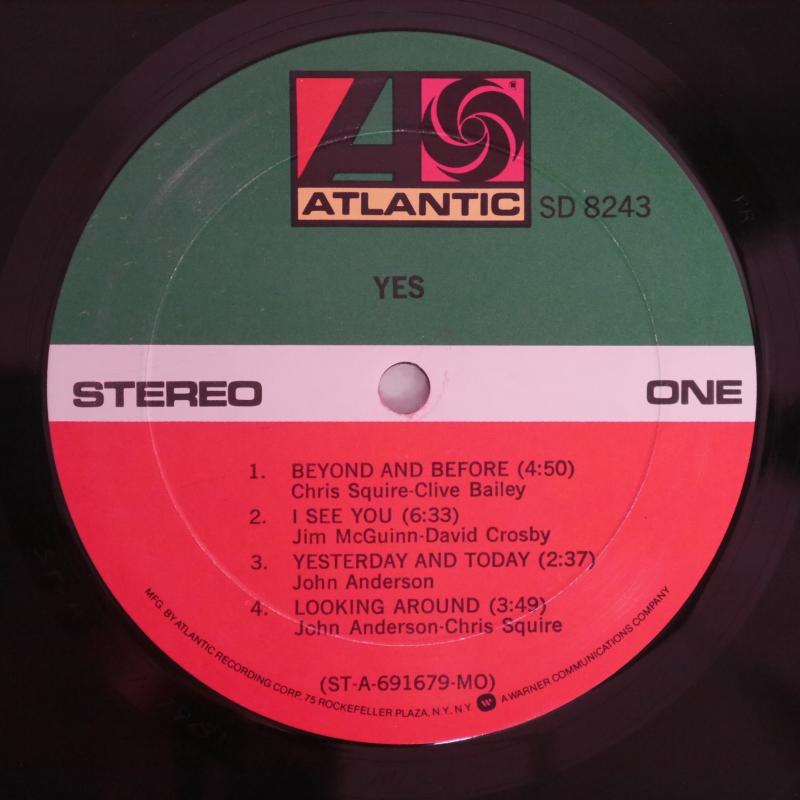 ATLANTIC
SD 8243
YES
STEREO
ONE
1. BEYOND AND BEFORE (4:50)
Chris Squire-Clive Bailey
2. I SEE YOU (6:33)
Jim McGuinn-David Crosby
3. YESTERDAY AND TODAY (2:37)
John Anderson
4. LOOKING AROUND (3:49)
John Anderson-Chris Squire
(ST-A-691679-MO)
MFG. BY ATLANTIC RECORDING CORP. 75 ROCKEFELLER PLAZA, N.Y. N.Y. A WARNER COMMUNICATIONS COMPANY